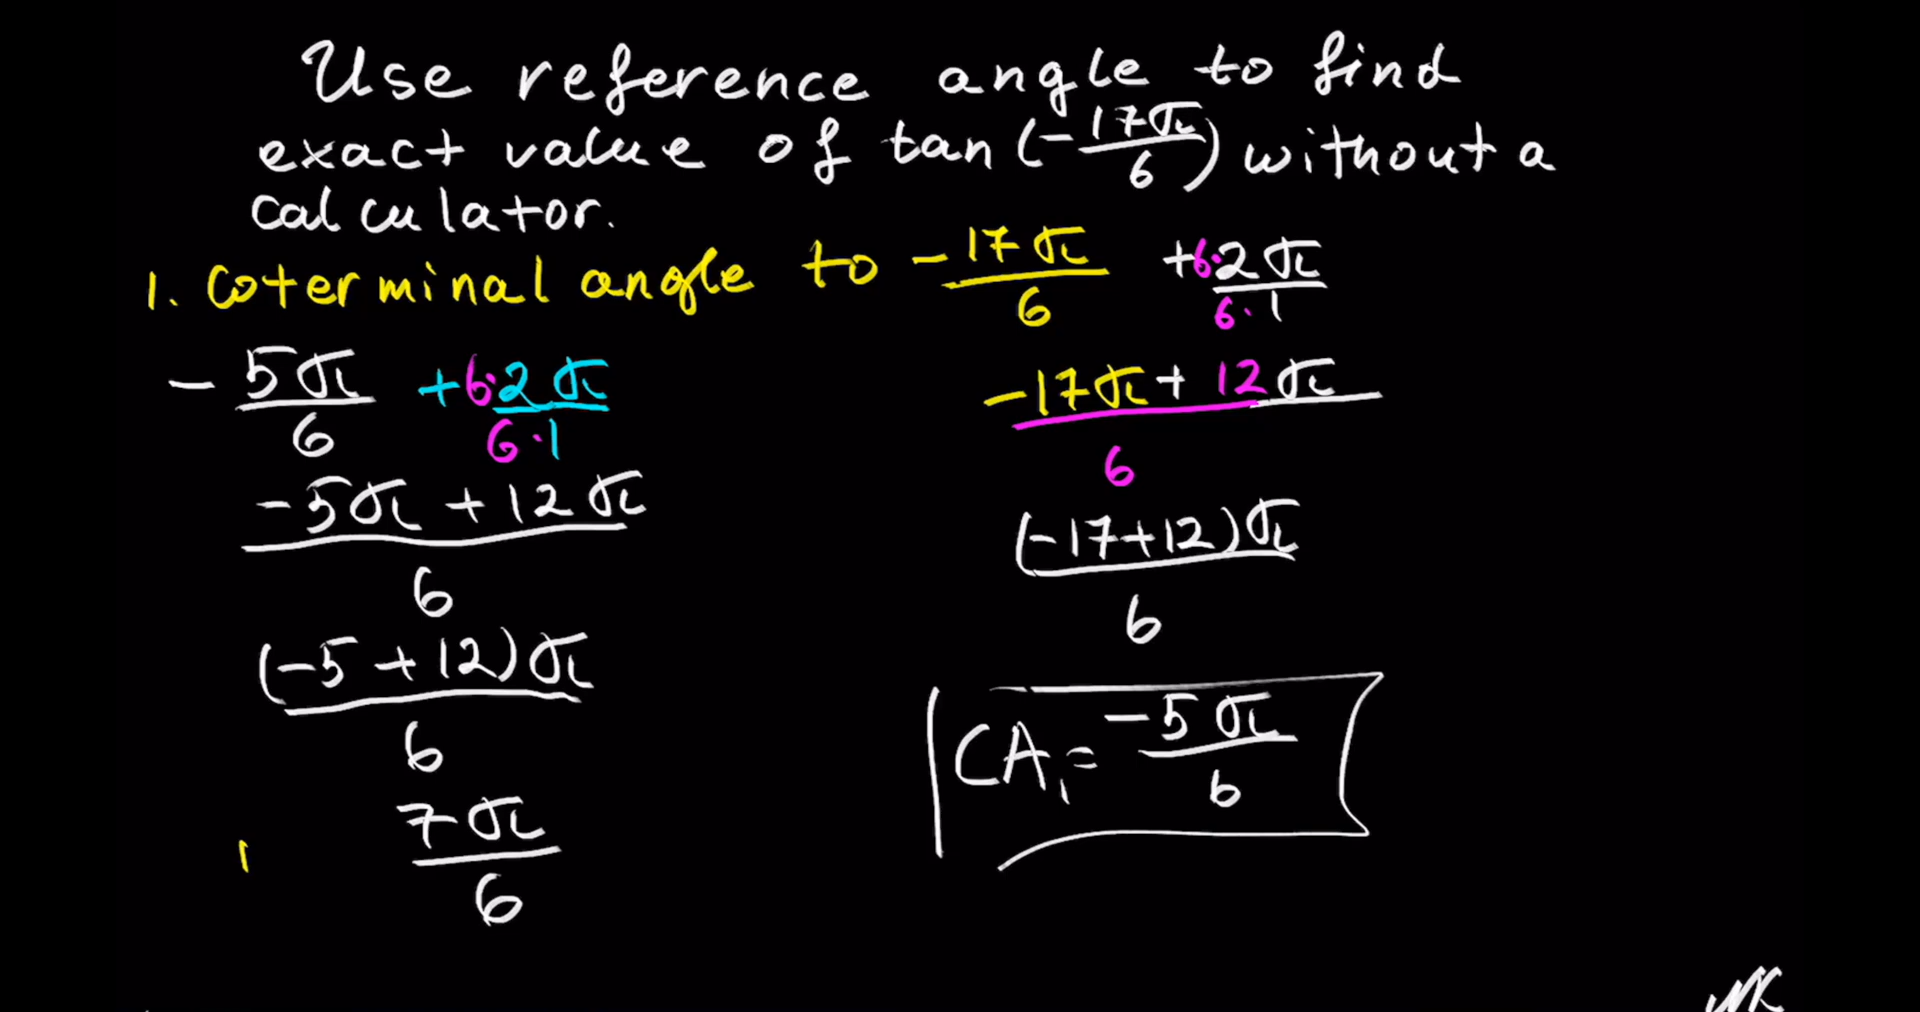 Use reference angle to find
exact value of tan(-17π/6) without a
calculator.
1. Coterminal angle to -17π/6 +6·2π/6·1
-17π + 12π/6
(-17+12)π/6
CA₁ = -5π/6
-5π/6 +6·2π/6·1
-5π + 12π/6
(-5+12)π/6
7π/6